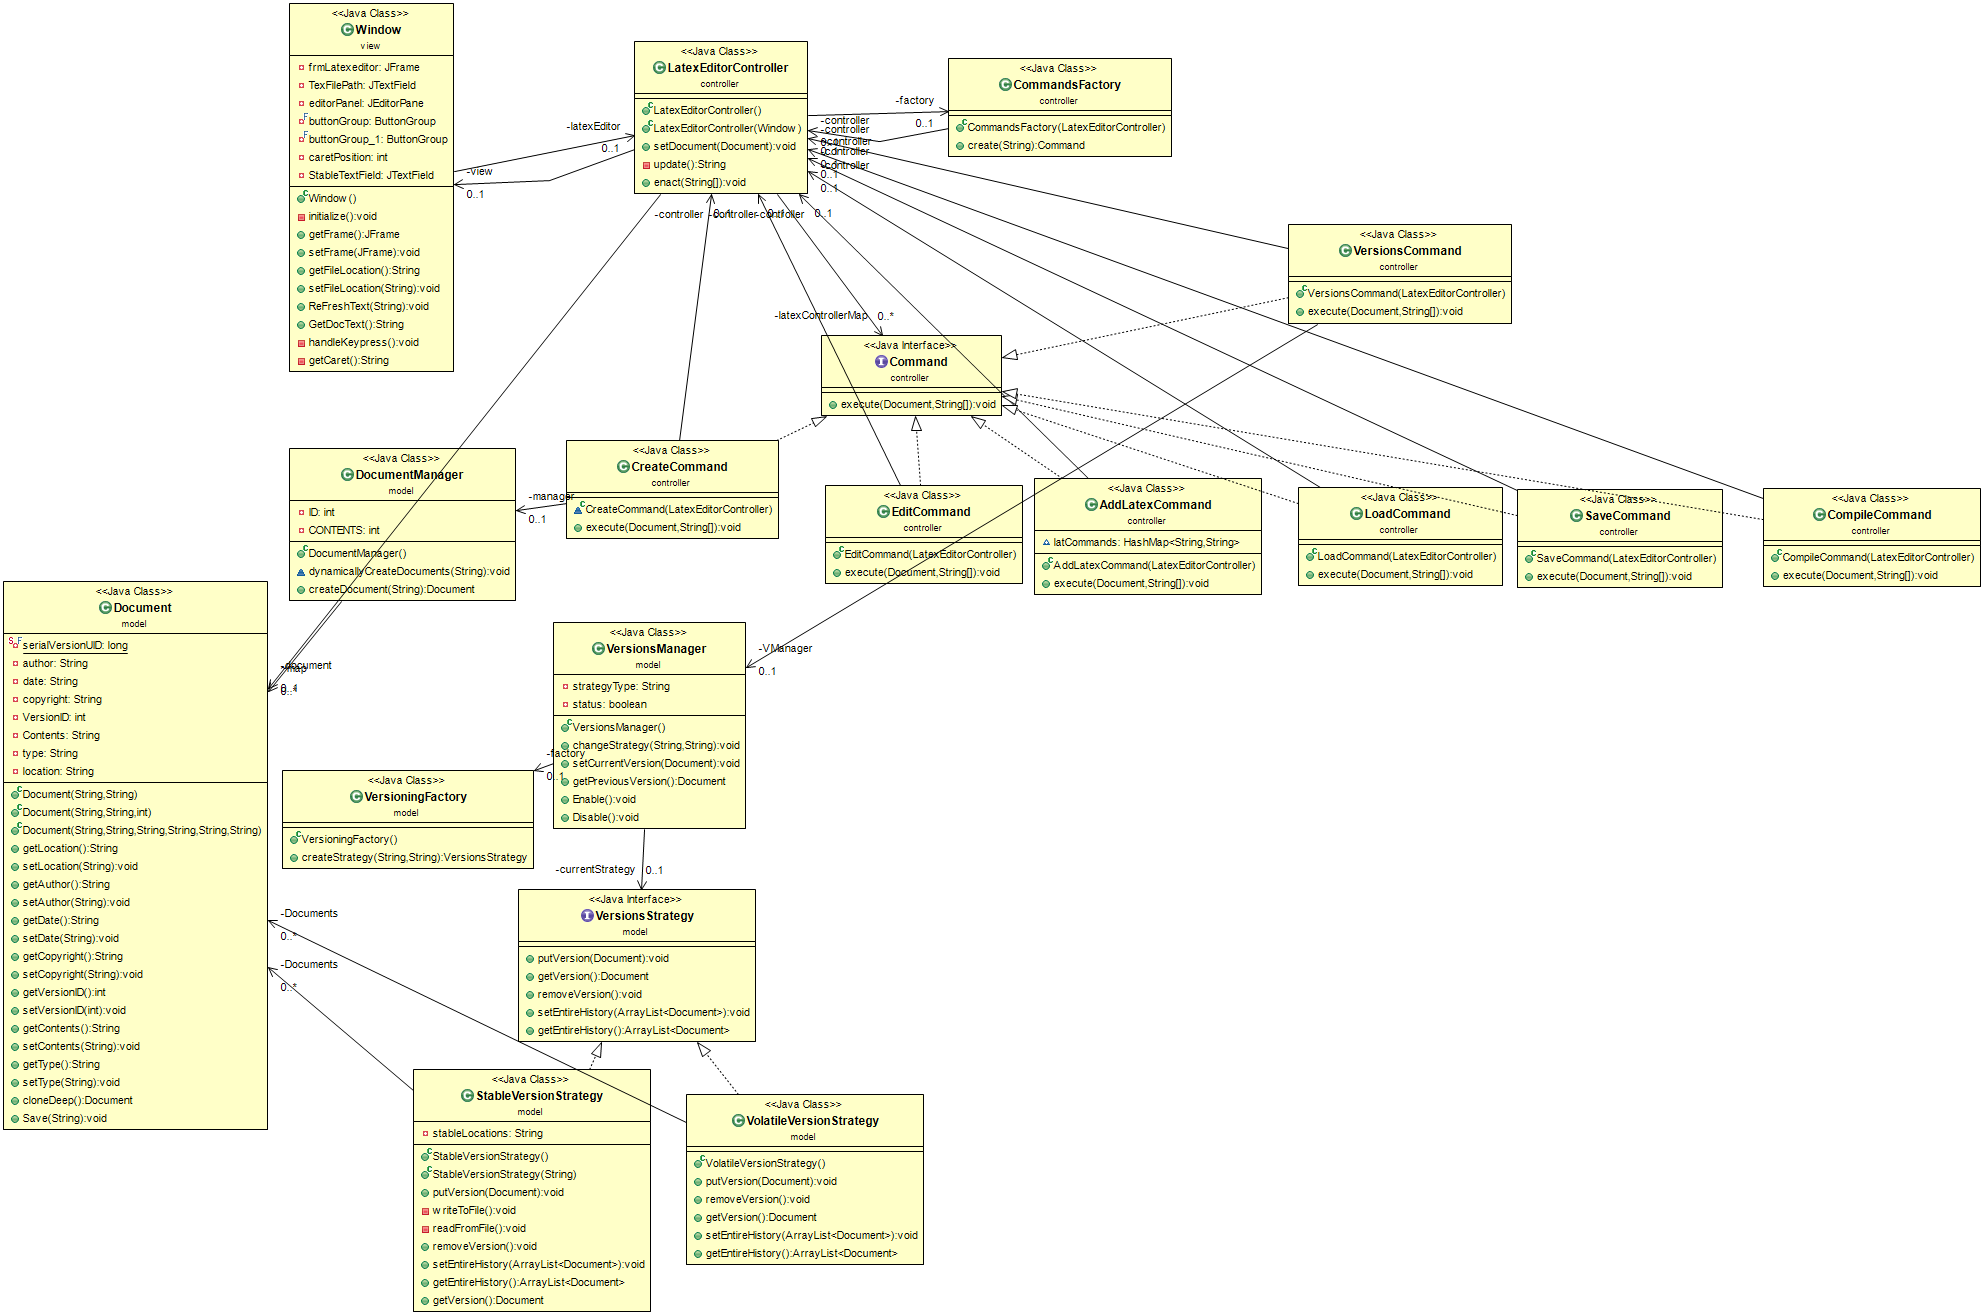 <<Java Class>>
Window
view
frmLatexeditor: JFrame
TexFilePath: JTextField
editorPanel: JEditorPane
buttonGroup: ButtonGroup
buttonGroup_1: ButtonGroup
caretPosition: int
StableTextField: JTextField
Window()
initialize():void
getFrame():JFrame
setFrame(JFrame):void
getFileLocation():String
setFileLocation(String):void
ReFreshText(String):void
GetDocText():String
handleKeypress():void
getCaret():String
-latexEditor
0..1
-view
0..1
<<Java Class>>
LatexEditorController
controller
LatexEditorController()
LatexEditorController(Window)
setDocument(Document):void
update():String
enact(String[]):void
-factory
0..1
-controller
-controller
-controller
-controller
0..1
0..1
<<Java Class>>
CommandsFactory
controller
CommandsFactory(LatexEditorController)
create(String):Command
-controller
-controller
-controller
0..1
<<Java Class>>
VersionsCommand
controller
VersionsCommand(LatexEditorController)
execute(Document,String[]):void
-latexControllerMap
0..*
<<Java Interface>>
Command
controller
execute(Document,String[]):void
<<Java Class>>
DocumentManager
model
ID: int
CONTENTS: int
DocumentManager()
dynamicallyCreateDocuments(String):void
createDocument(String):Document
-manager
0..1
<<Java Class>>
CreateCommand
controller
CreateCommand(LatexEditorController)
execute(Document,String[]):void
<<Java Class>>
EditCommand
controller
EditCommand(LatexEditorController)
execute(Document,String[]):void
<<Java Class>>
AddLatexCommand
controller
latCommands: HashMap<String,String>
AddLatexCommand(LatexEditorController)
execute(Document,String[]):void
<<Java Class>>
LoadCommand
controller
LoadCommand(LatexEditorController)
execute(Document,String[]):void
<<Java Class>>
SaveCommand
controller
SaveCommand(LatexEditorController)
execute(Document,String[]):void
<<Java Class>>
CompileCommand
controller
CompileCommand(LatexEditorController)
execute(Document,String[]):void
<<Java Class>>
Document
model
serialVersionUID: long
author: String
date: String
copyright: String
VersionID: int
Contents: String
type: String
location: String
Document(String,String)
Document(String,String,int)
Document(String,String,String,String,String,String)
getLocation():String
setLocation(String):void
getAuthor():String
setAuthor(String):void
getDate():String
setDate(String):void
getCopyright():String
setCopyright(String):void
getVersionID():int
setVersionID(int):void
getContents():String
setContents(String):void
getType():String
setType(String):void
cloneDeep():Document
Save(String):void
-document
-map
<<Java Class>>
VersionsManager
model
strategyType: String
status: boolean
VersionsManager()
changeStrategy(String,String):void
setCurrentVersion(Document):void
getPreviousVersion():Document
Enable():void
Disable():void
-VManager
0..1
-factory
0..1
<<Java Class>>
VersioningFactory
model
VersioningFactory()
createStrategy(String,String):VersionsStrategy
-currentStrategy
0..1
<<Java Interface>>
VersionsStrategy
model
putVersion(Document):void
getVersion():Document
removeVersion():void
setEntireHistory(ArrayList<Document>):void
getEntireHistory():ArrayList<Document>
-Documents
0..*
-Documents
0..*
<<Java Class>>
StableVersionStrategy
model
stableLocations: String
StableVersionStrategy()
StableVersionStrategy(String)
putVersion(Document):void
writeToFile():void
readFromFile():void
removeVersion():void
setEntireHistory(ArrayList<Document>):void
getEntireHistory():ArrayList<Document>
getVersion():Document
<<Java Class>>
VolatileVersionStrategy
model
VolatileVersionStrategy()
putVersion(Document):void
removeVersion():void
getVersion():Document
setEntireHistory(ArrayList<Document>):void
getEntireHistory():ArrayList<Document>